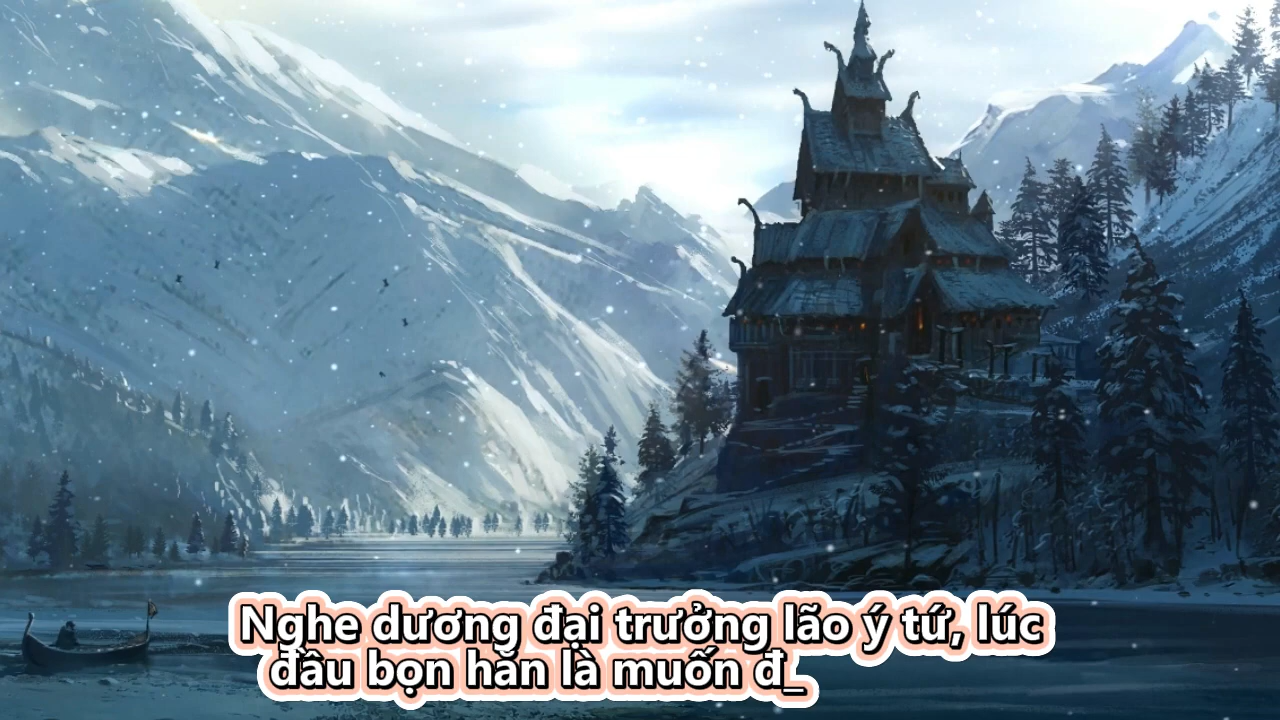 Nghe dương đại trưởng lão ý tứ, lúc
đầu bọn hắn là muốn đ_